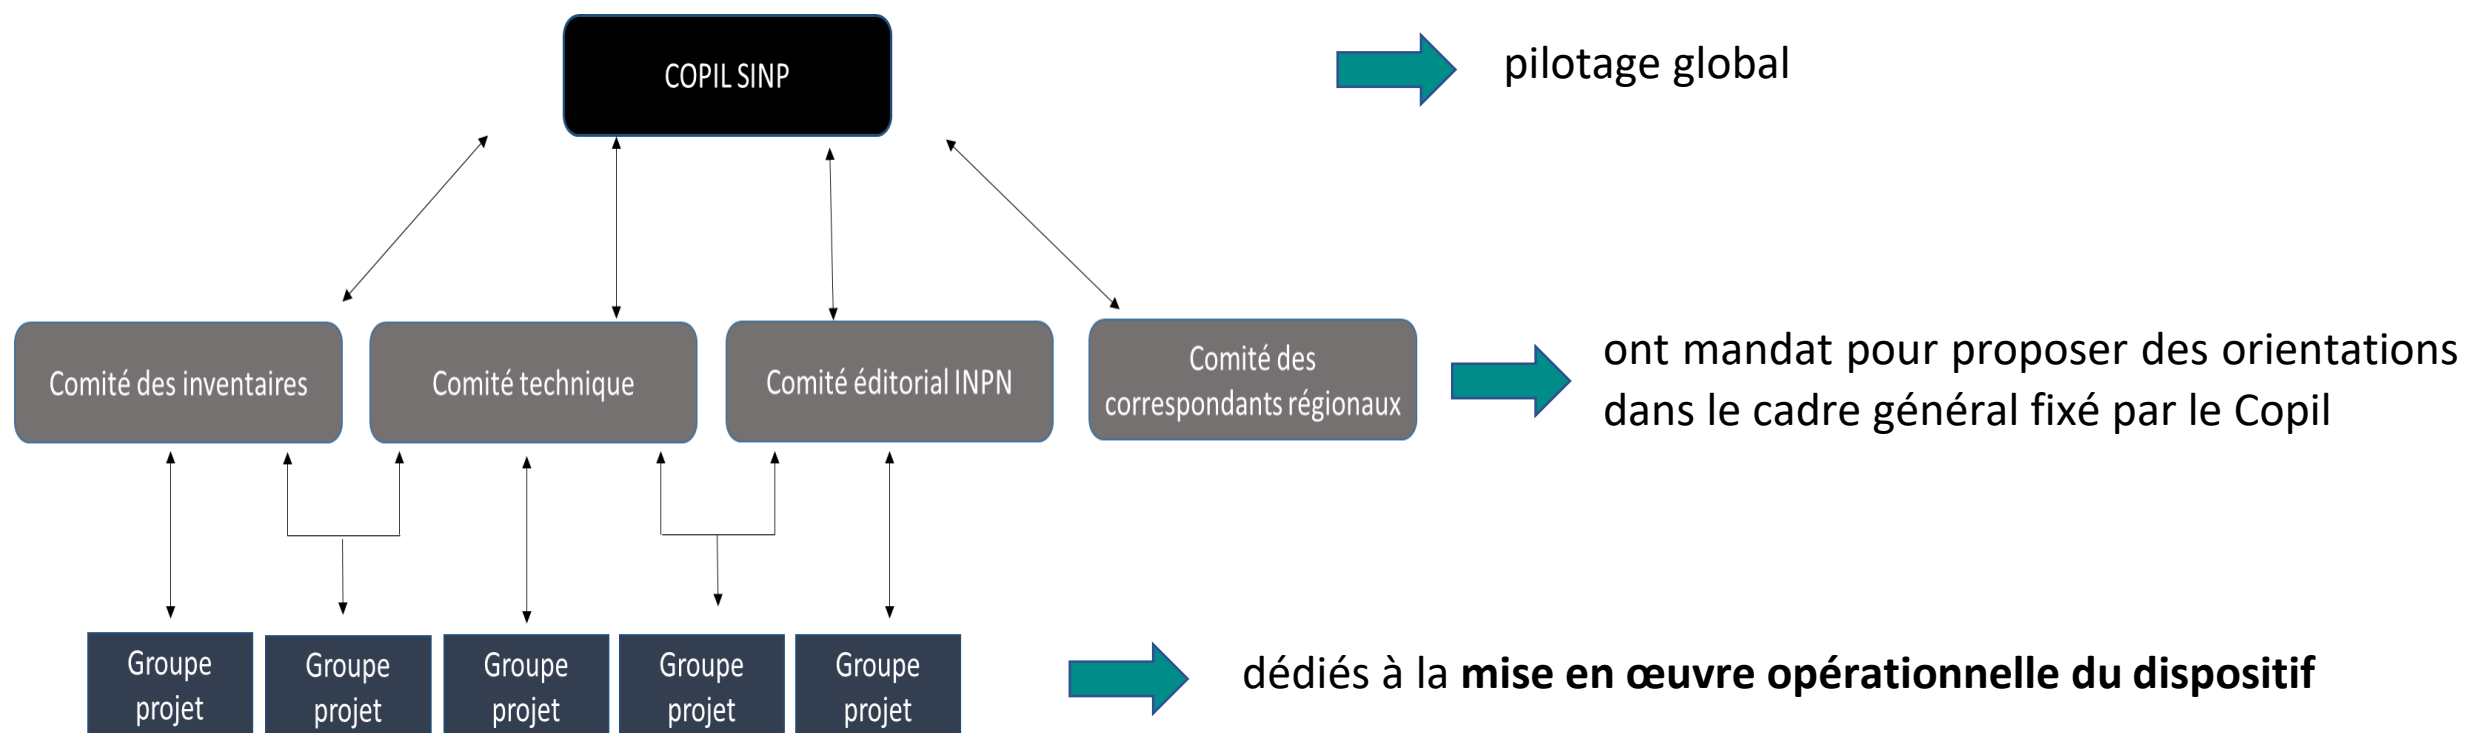 COPIL SINP
pilotage global
Comité des inventaires
Comité technique
Comité éditorial INPN
Comité des
correspondants régionaux
ont mandat pour proposer des orientations
dans le cadre général fixé par le Copil
Groupe
projet
Groupe
projet
Groupe
projet
Groupe
projet
Groupe
projet
dédiés à la mise en œuvre opérationnelle du dispositif